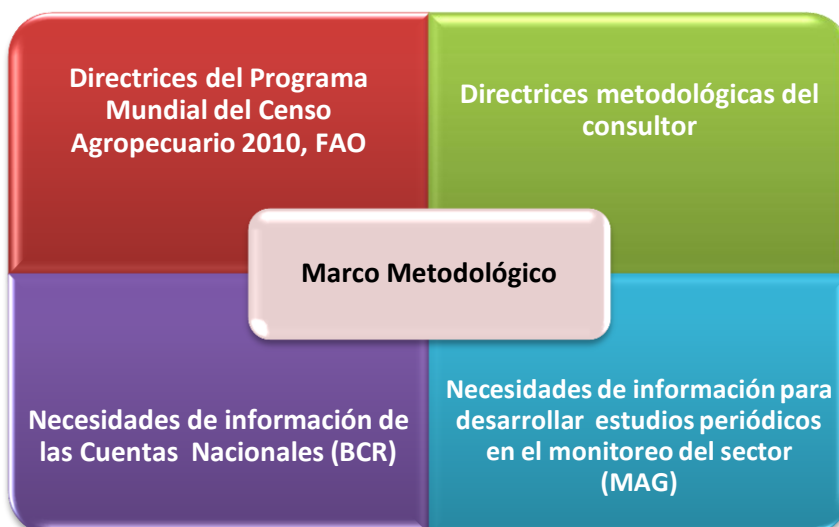 Directrices del Programa
Mundial del Censo
Agropecuario 2010, FAO
Directrices metodológicas del
consultor
Marco Metodológico
Necesidades de información de
las Cuentas Nacionales (BCR)
Necesidades de información para
desarrollar estudios periódicos
en el monitoreo del sector
(MAG)